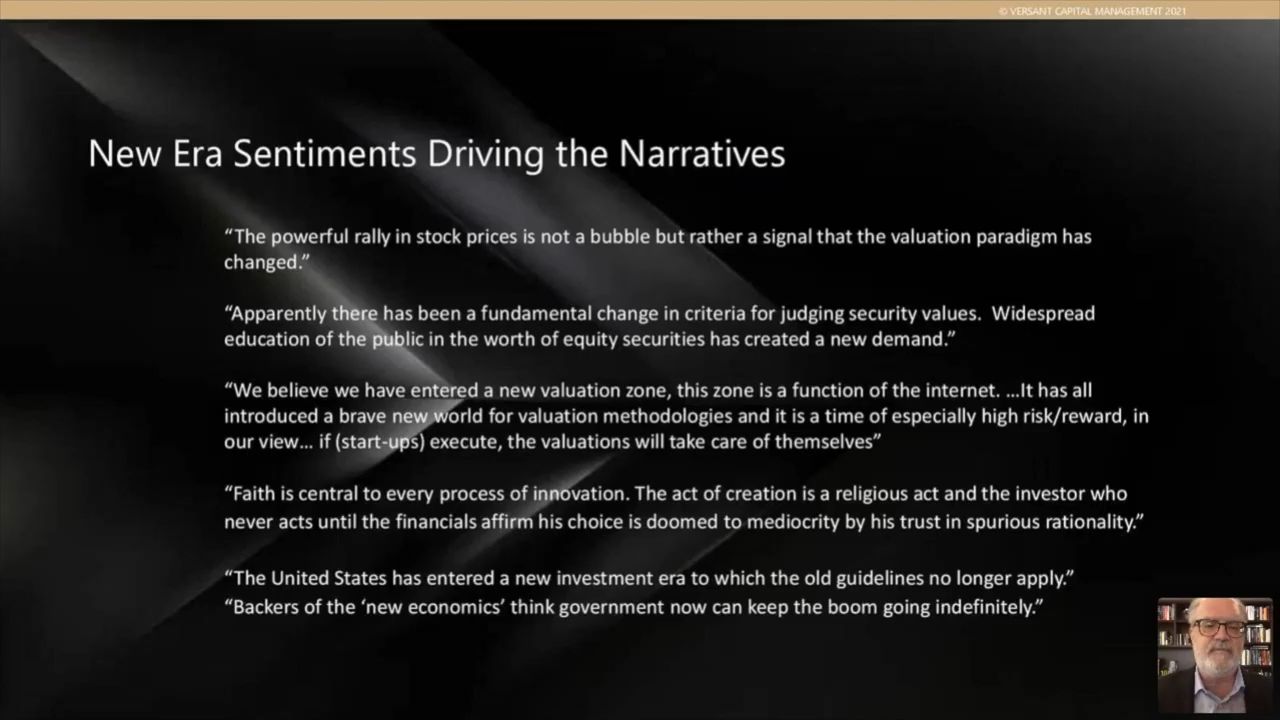 © VERSANT CAPITAL MANAGEMENT 2021
New Era Sentiments Driving the Narratives
“The powerful rally in stock prices is not a bubble but rather a signal that the valuation paradigm has
changed.”
“Apparently there has been a fundamental change in criteria for judging security values.  Widespread
education of the public in the worth of equity securities has created a new demand.”
“We believe we have entered a new valuation zone, this zone is a function of the internet. …It has all
introduced a brave new world for valuation methodologies and it is a time of especially high risk/reward, in
our view… if (start-ups) execute, the valuations will take care of themselves”
“Faith is central to every process of innovation. The act of creation is a religious act and the investor who
never acts until the financials affirm his choice is doomed to mediocrity by his trust in spurious rationality.”
“The United States has entered a new investment era to which the old guidelines no longer apply.”
“Backers of the ‘new economics’ think government now can keep the boom going indefinitely.”